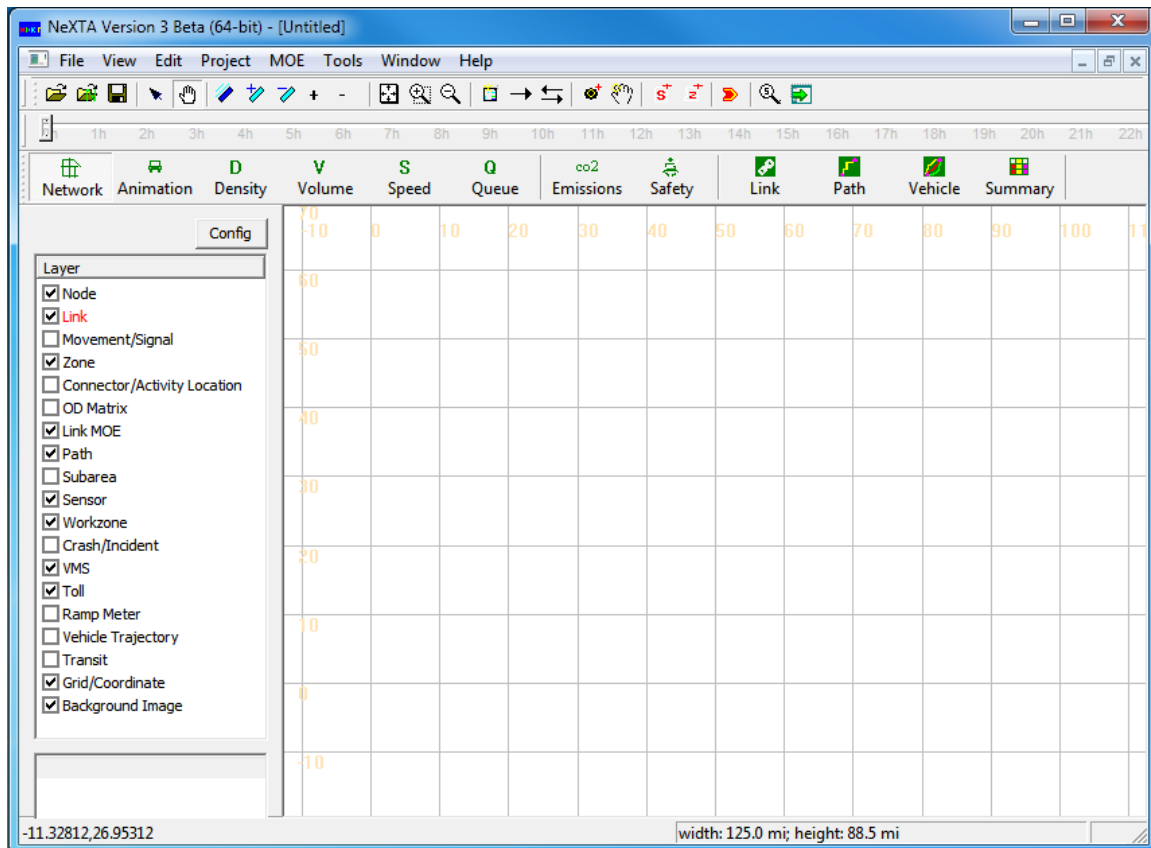 NeXTA Version 3 Beta (64-bit) - [Untitled]
File View Edit Project MOE Tools Window Help
1h 2h 3h 4h 5h 6h 7h 8h 9h 10h 11h 12h 13h 14h 15h 16h 17h 18h 19h 20h 21h 22h
Network Animation Density Volume Speed Queue Emissions Safety Link Path Vehicle Summary
Config
Layer
Node
Link
Movement/Signal
Zone
Connector/Activity Location
OD Matrix
Link MOE
Path
Subarea
Sensor
Workzone
Crash/Incident
VMS
Toll
Ramp Meter
Vehicle Trajectory
Transit
Grid/Coordinate
Background Image
70
-10 0 10 20 30 40 50 60 70 80 90 100
60
50
40
30
20
10
0
-10
-11.32812,26.95312
width: 125.0 mi; height: 88.5 mi